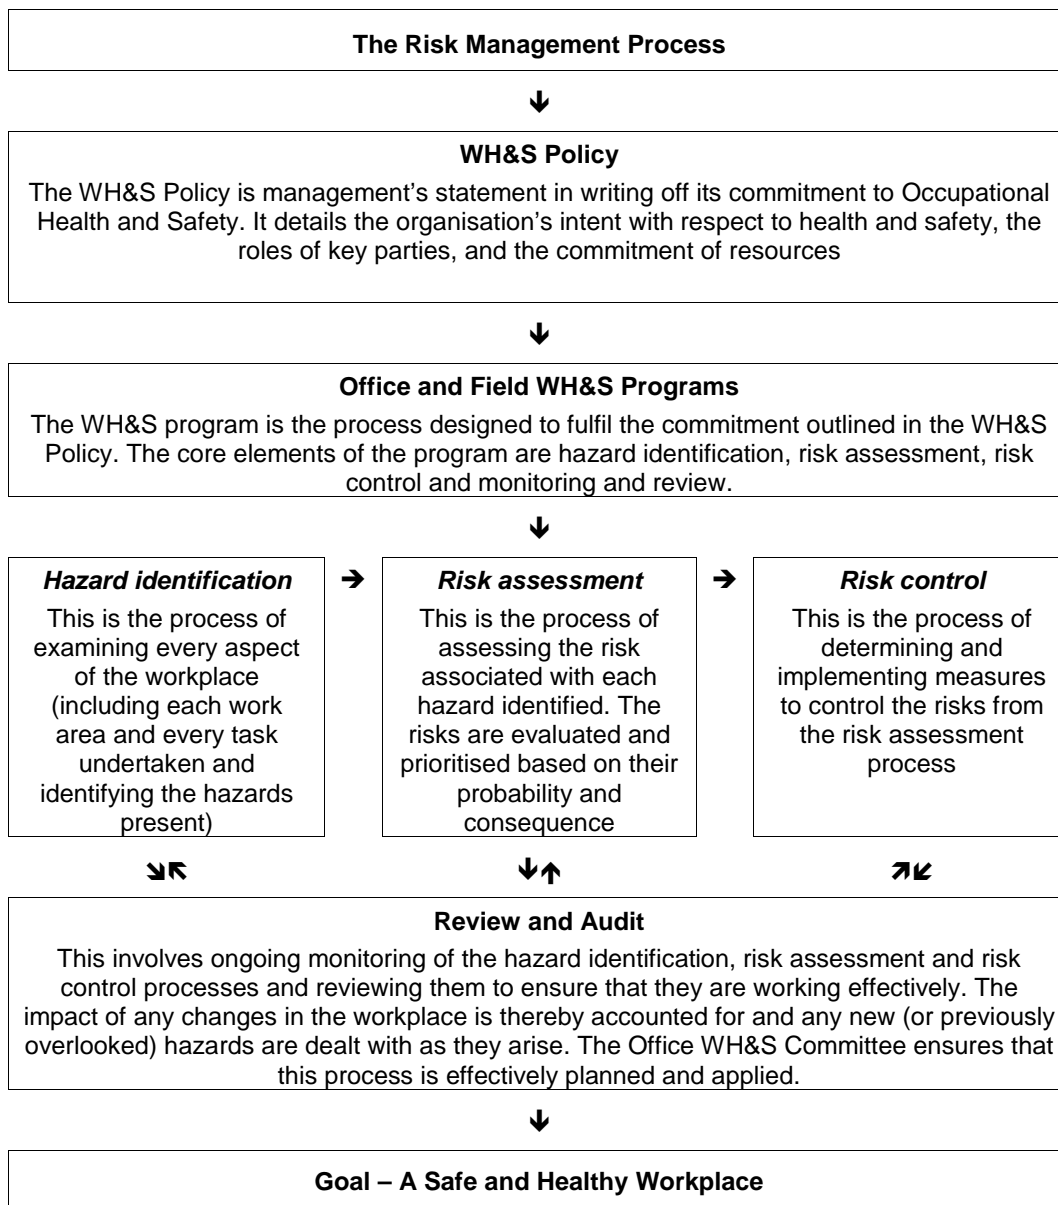 The Risk Management Process
WH&S Policy
The WH&S Policy is management’s statement in writing off its commitment to Occupational
Health and Safety. It details the organisation’s intent with respect to health and safety, the
roles of key parties, and the commitment of resources
Office and Field WH&S Programs
The WH&S program is the process designed to fulfil the commitment outlined in the WH&S
Policy. The core elements of the program are hazard identification, risk assessment, risk
control and monitoring and review.
Hazard identification
This is the process of
examining every aspect
of the workplace
(including each work
area and every task
undertaken and
identifying the hazards
present)
Risk assessment
This is the process of
assessing the risk
associated with each
hazard identified. The
risks are evaluated and
prioritised based on their
probability and
consequence
Risk control
This is the process of
determining and
implementing measures
to control the risks from
the risk assessment
process
Review and Audit
This involves ongoing monitoring of the hazard identification, risk assessment and risk
control processes and reviewing them to ensure that they are working effectively. The
impact of any changes in the workplace is thereby accounted for and any new (or previously
overlooked) hazards are dealt with as they arise. The Office WH&S Committee ensures that
this process is effectively planned and applied.
Goal – A Safe and Healthy Workplace